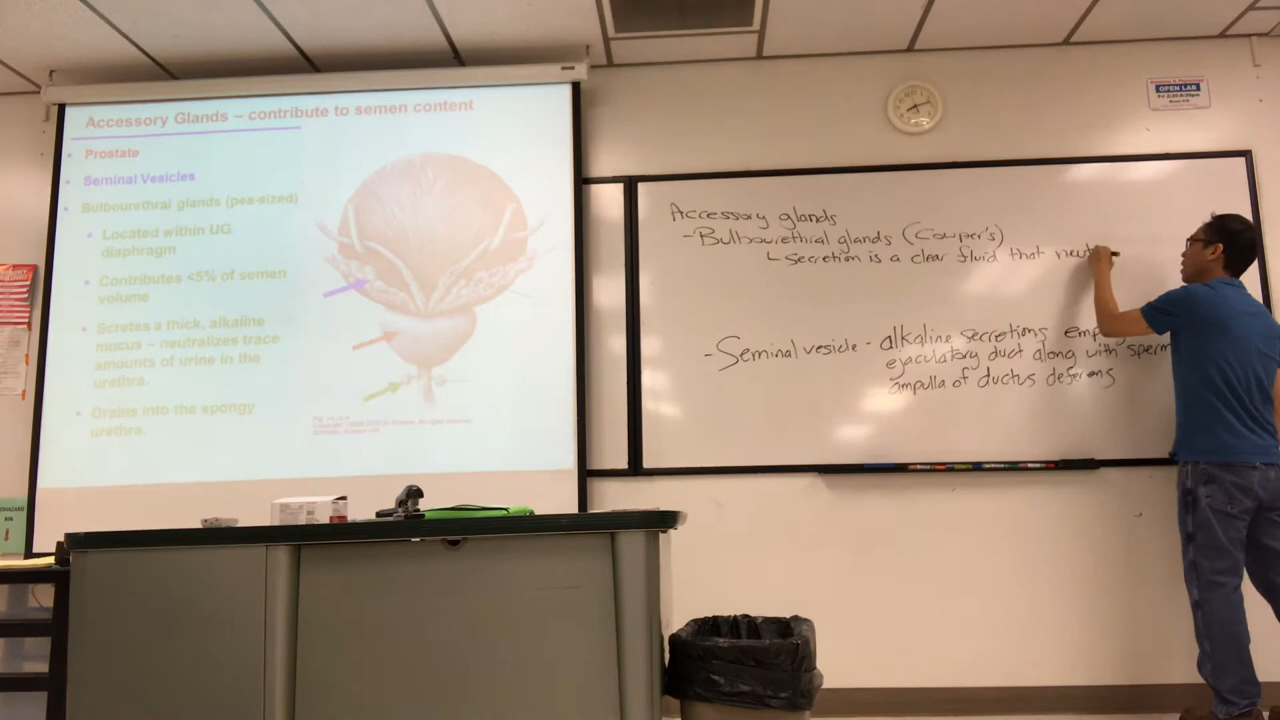 Accessory Glands – contribute to semen content
Prostate
Seminal Vesicles
Bulbourethral glands (pea-sized)
Located within UG
diaphragm
Contributes <5% of semen
volume
Scretes a thick, alkaline
mucus – neutralizes trace
amounts of urine in the
urethra.
Drains into the spongy
urethra.
Accessory glands
- Bulbourethral glands (Cowper's)
secretion is a clear fluid that neut
- Seminal vesicle - alkaline secretions emp
ejaculatory duct along with sperm
ampulla of ductus deferens
OPEN LAB